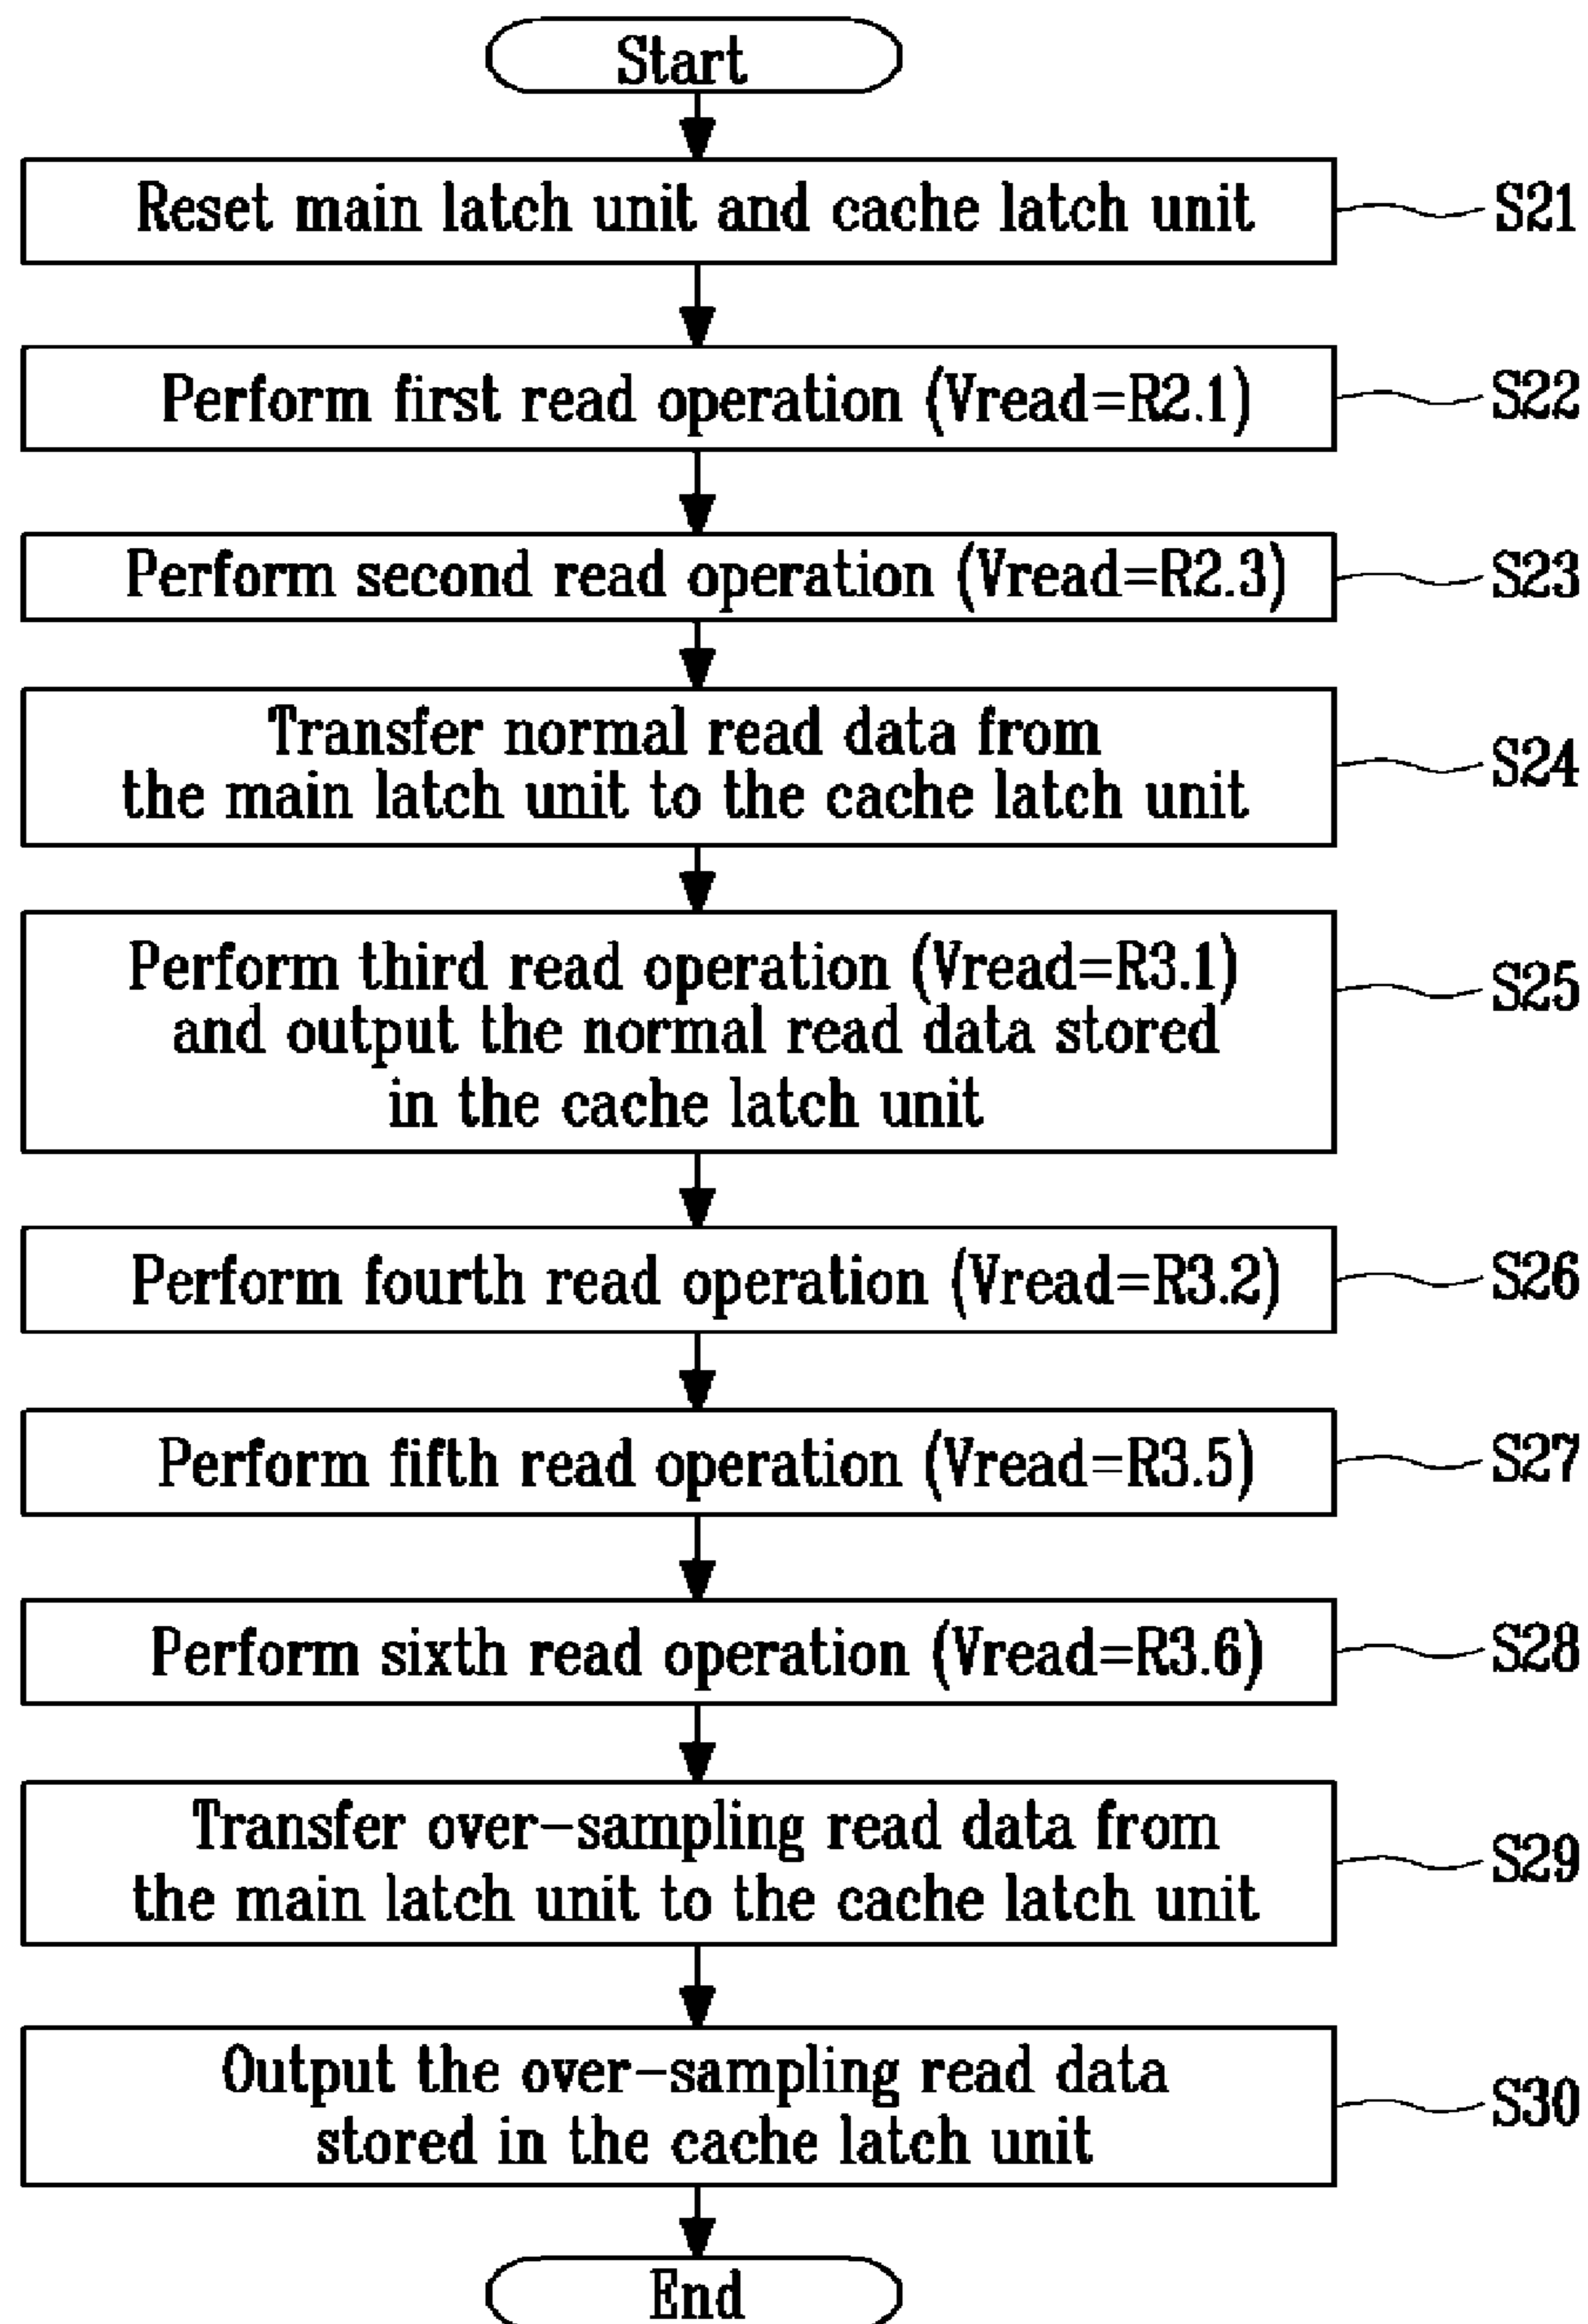 Start
Reset main latch unit and cache latch unit
S21
Perform first read operation (Vread=R2.1)
S22
Perform second read operation (Vread=R2.3)
S23
Transfer normal read data from
the main latch unit to the cache latch unit
S24
Perform third read operation (Vread=R3.1)
and output the normal read data stored
in the cache latch unit
S25
Perform fourth read operation (Vread=R3.2)
S26
Perform fifth read operation (Vread=R3.5)
S27
Perform sixth read operation (Vread=R3.6)
S28
Transfer over-sampling read data from
the main latch unit to the cache latch unit
S29
Output the over-sampling read data
stored in the cache latch unit
S30
End